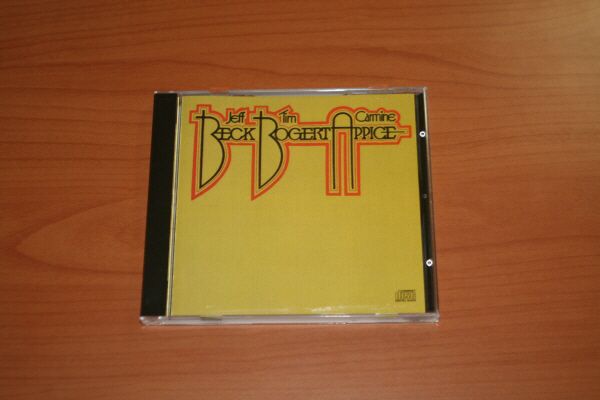 Jeff Tim Carmine
BECK BOGERT APPICE